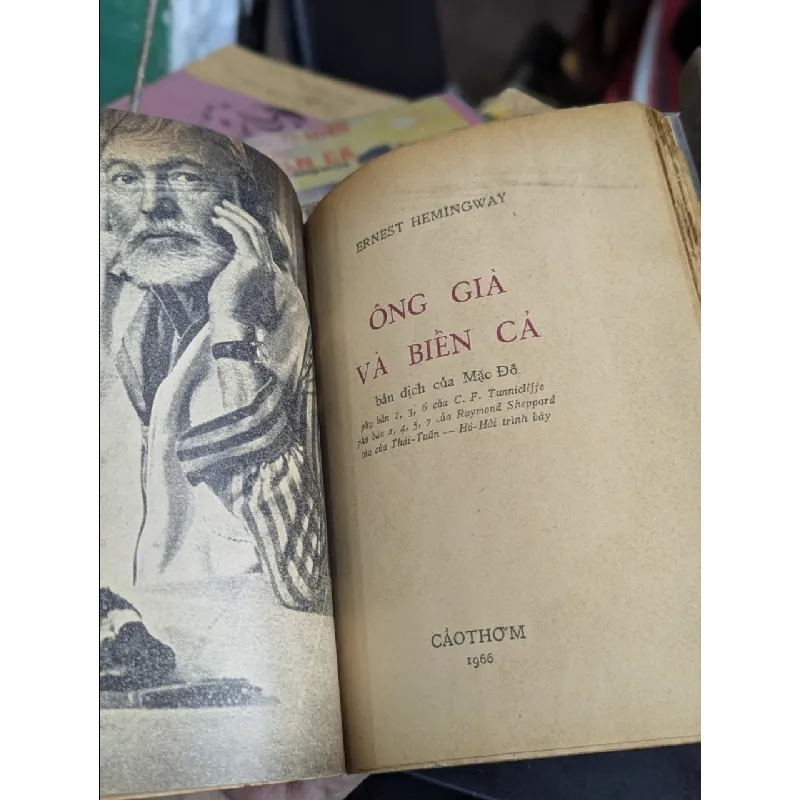 ẦN CÁ
ERNEST HEMINGWAY
ÔNG GIÀ
VÀ BIỂN CẢ
bản dịch của Mặc Đỗ
phụ bản 1, 3, 6 của C. F. Tunnicliffe
phụ bản 2, 4, 5, 7 của Raymond Sheppard
bìa của Thái-Tuấn — Hồ-Hải trình bày
CẢOTHƠM
1966